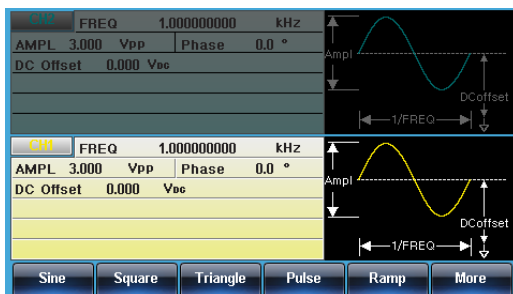 CH2 FREQ 1.000000000 kHz
AMPL 3.000 Vpp Phase 0.0 °
DC Offset 0.000 VDC
Ampl
DCoffset
1/FREQ
CH1 FREQ 1.000000000 kHz
AMPL 3.000 Vpp Phase 0.0 °
DC Offset 0.000 VDC
Ampl
DCoffset
1/FREQ
Sine Square Triangle Pulse Ramp More